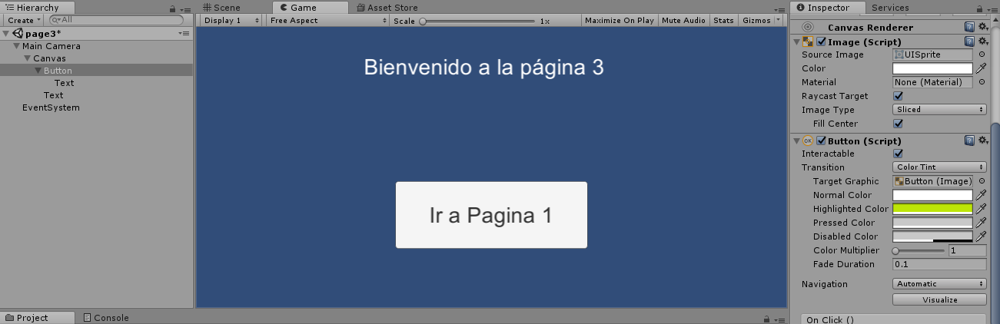 Hierarchy
Create
All
page3*
Main Camera
Canvas
Button
Text
Text
EventSystem
Scene
Game
Asset Store
Display 1
Free Aspect
Scale
1x
Maximize On Play
Mute Audio
Stats
Gizmos
Bienvenido a la página 3
Ir a Pagina 1
Project
Console
Inspector
Services
Canvas Renderer
Image (Script)
Source Image
UISprite
Color
Material
None (Material)
Raycast Target
Image Type
Sliced
Fill Center
OK
Button (Script)
Interactable
Transition
Color Tint
Target Graphic
Button (Image)
Normal Color
Highlighted Color
Pressed Color
Disabled Color
Color Multiplier
1
Fade Duration
0.1
Navigation
Automatic
Visualize
On Click ()